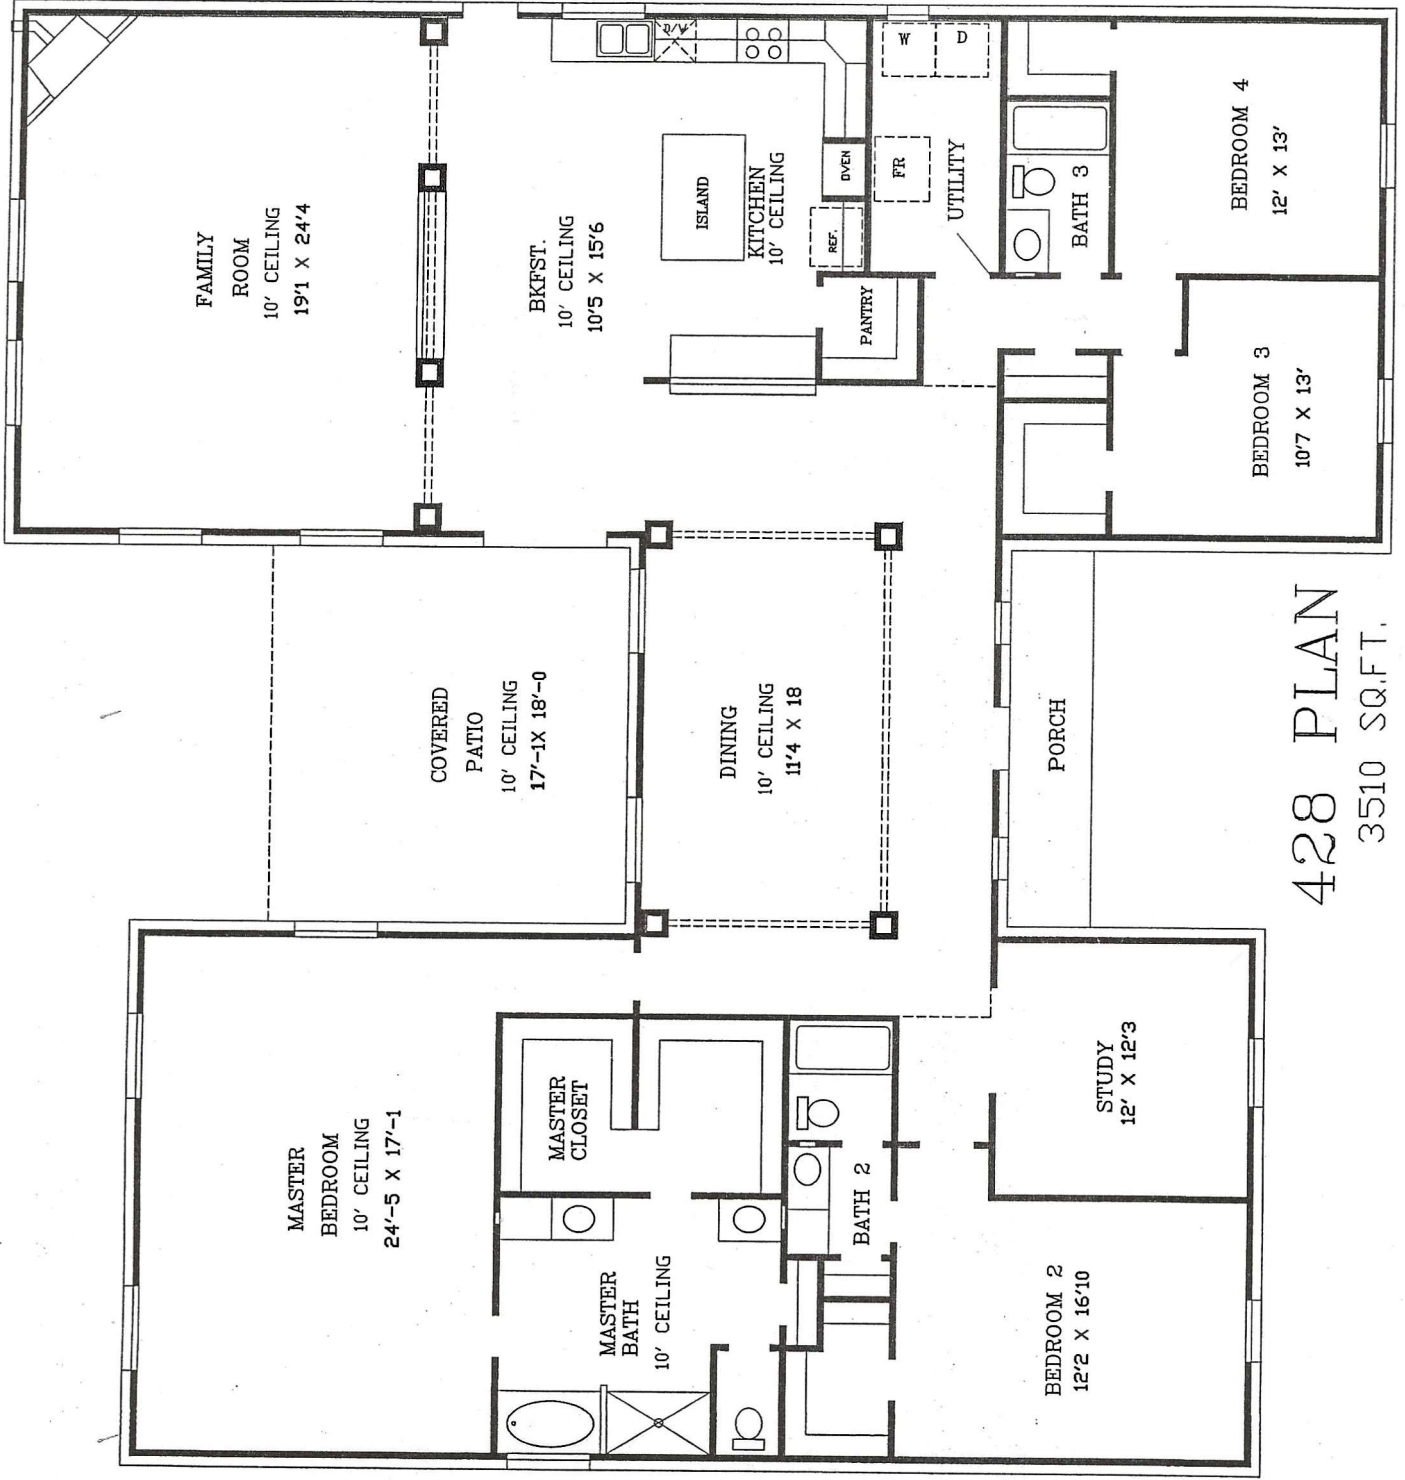 FAMILY
ROOM
10' CEILING
19'1 X 24'4
BKFST.
10' CEILING
10'5 X 15'6
D/W
ISLAND
KITCHEN
10' CEILING
OVEN
REF.
PANTRY
W
D
FR
UTILITY
BATH 3
BEDROOM 4
12' X 13'
BEDROOM 3
10'7 X 13'
COVERED
PATIO
10' CEILING
17'-1X 18'-0
DINING
10' CEILING
11'4 X 18
PORCH
428 PLAN
3510 SQ.FT.
MASTER
BEDROOM
10' CEILING
24'-5 X 17'-1
MASTER
CLOSET
MASTER
BATH
10' CEILING
BATH 2
STUDY
12' X 12'3
BEDROOM 2
12'2 X 16'10